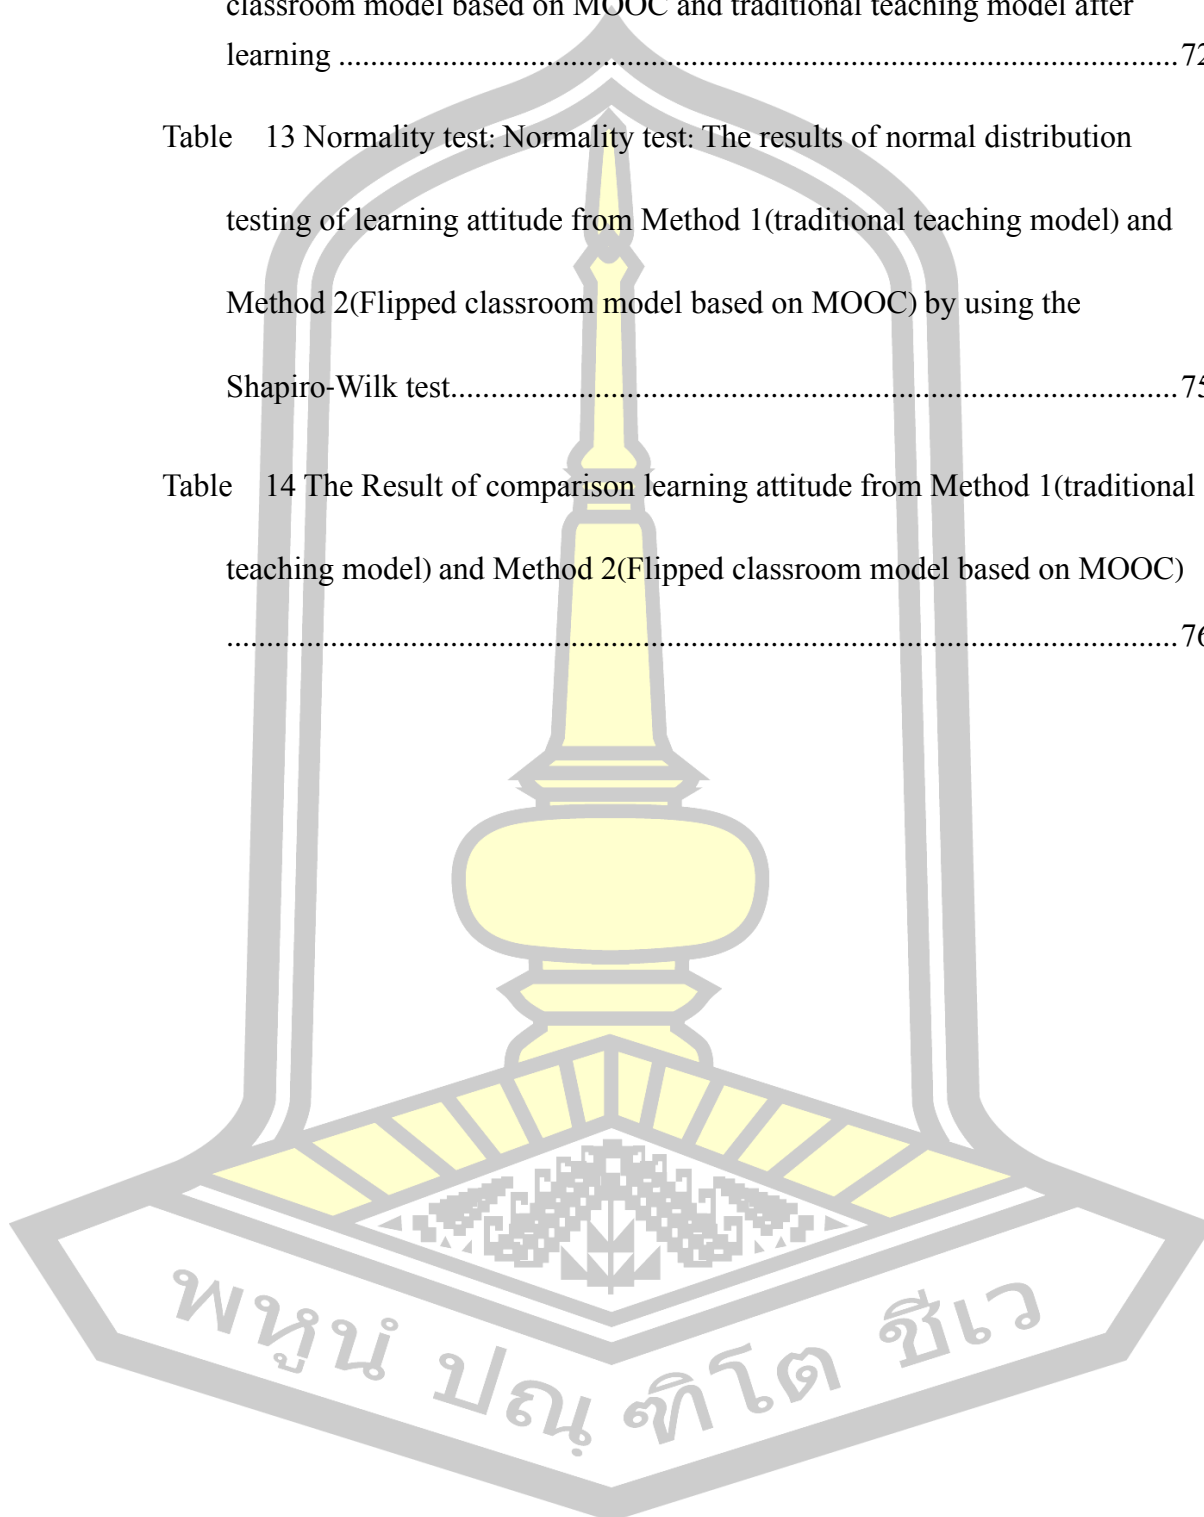 classroom model based on MOOC and traditional teaching model after
learning ........................................................................................................ 72
Table 13 Normality test: Normality test: The results of normal distribution
testing of learning attitude from Method 1(traditional teaching model) and
Method 2(Flipped classroom model based on MOOC) by using the
Shapiro-Wilk test.......................................................................................... 75
Table 14 The Result of comparison learning attitude from Method 1(traditional
teaching model) and Method 2(Flipped classroom model based on MOOC)
...................................................................................................................... 76
พหูนํ ปณฺฑิโต ชีเว